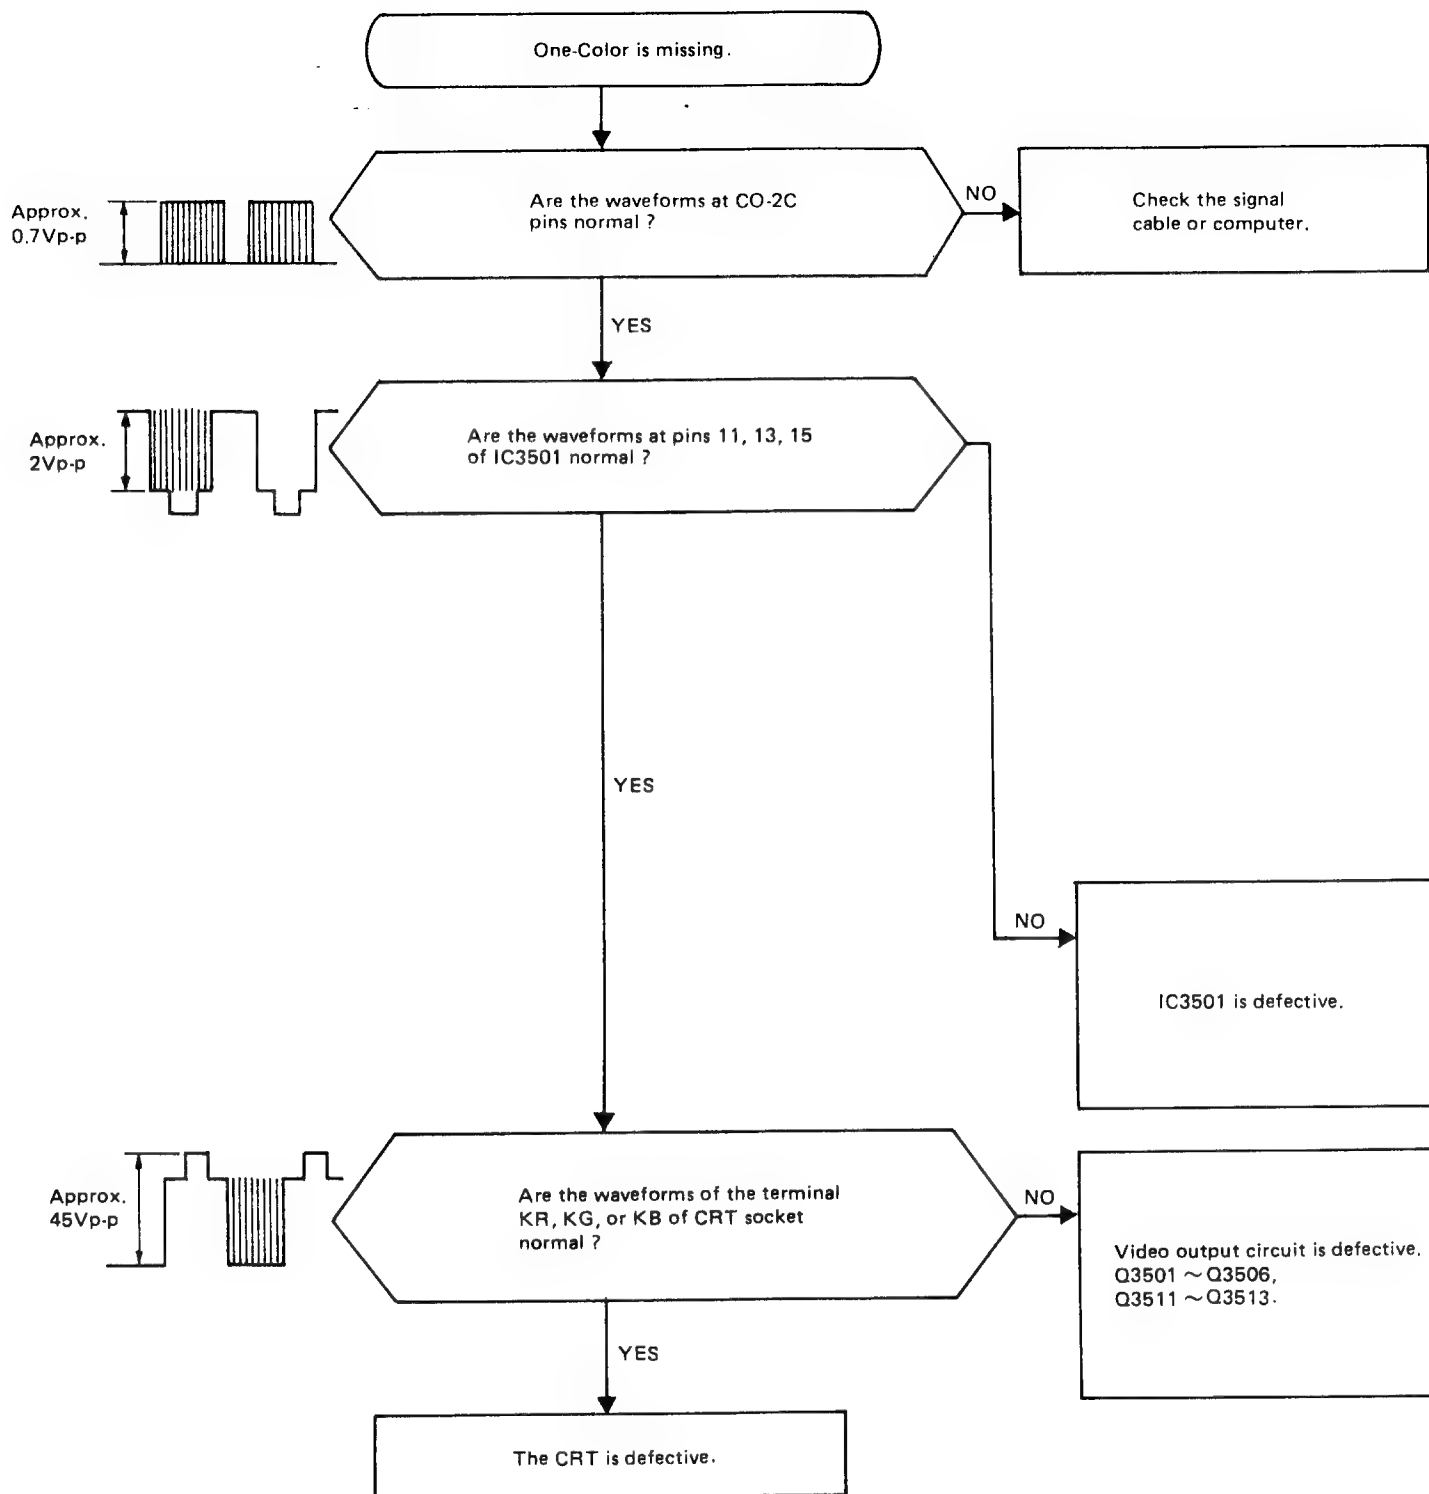 One-Color is missing.
Approx.
0.7Vp-p
Are the waveforms at CO-2C
pins normal ?
NO
Check the signal
cable or computer.
YES
Approx.
2Vp-p
Are the waveforms at pins 11, 13, 15
of IC3501 normal ?
YES
NO
IC3501 is defective.
Approx.
45Vp-p
Are the waveforms of the terminal
KR, KG, or KB of CRT socket
normal ?
NO
Video output circuit is defective.
Q3501 ~ Q3506,
Q3511 ~ Q3513.
YES
The CRT is defective.